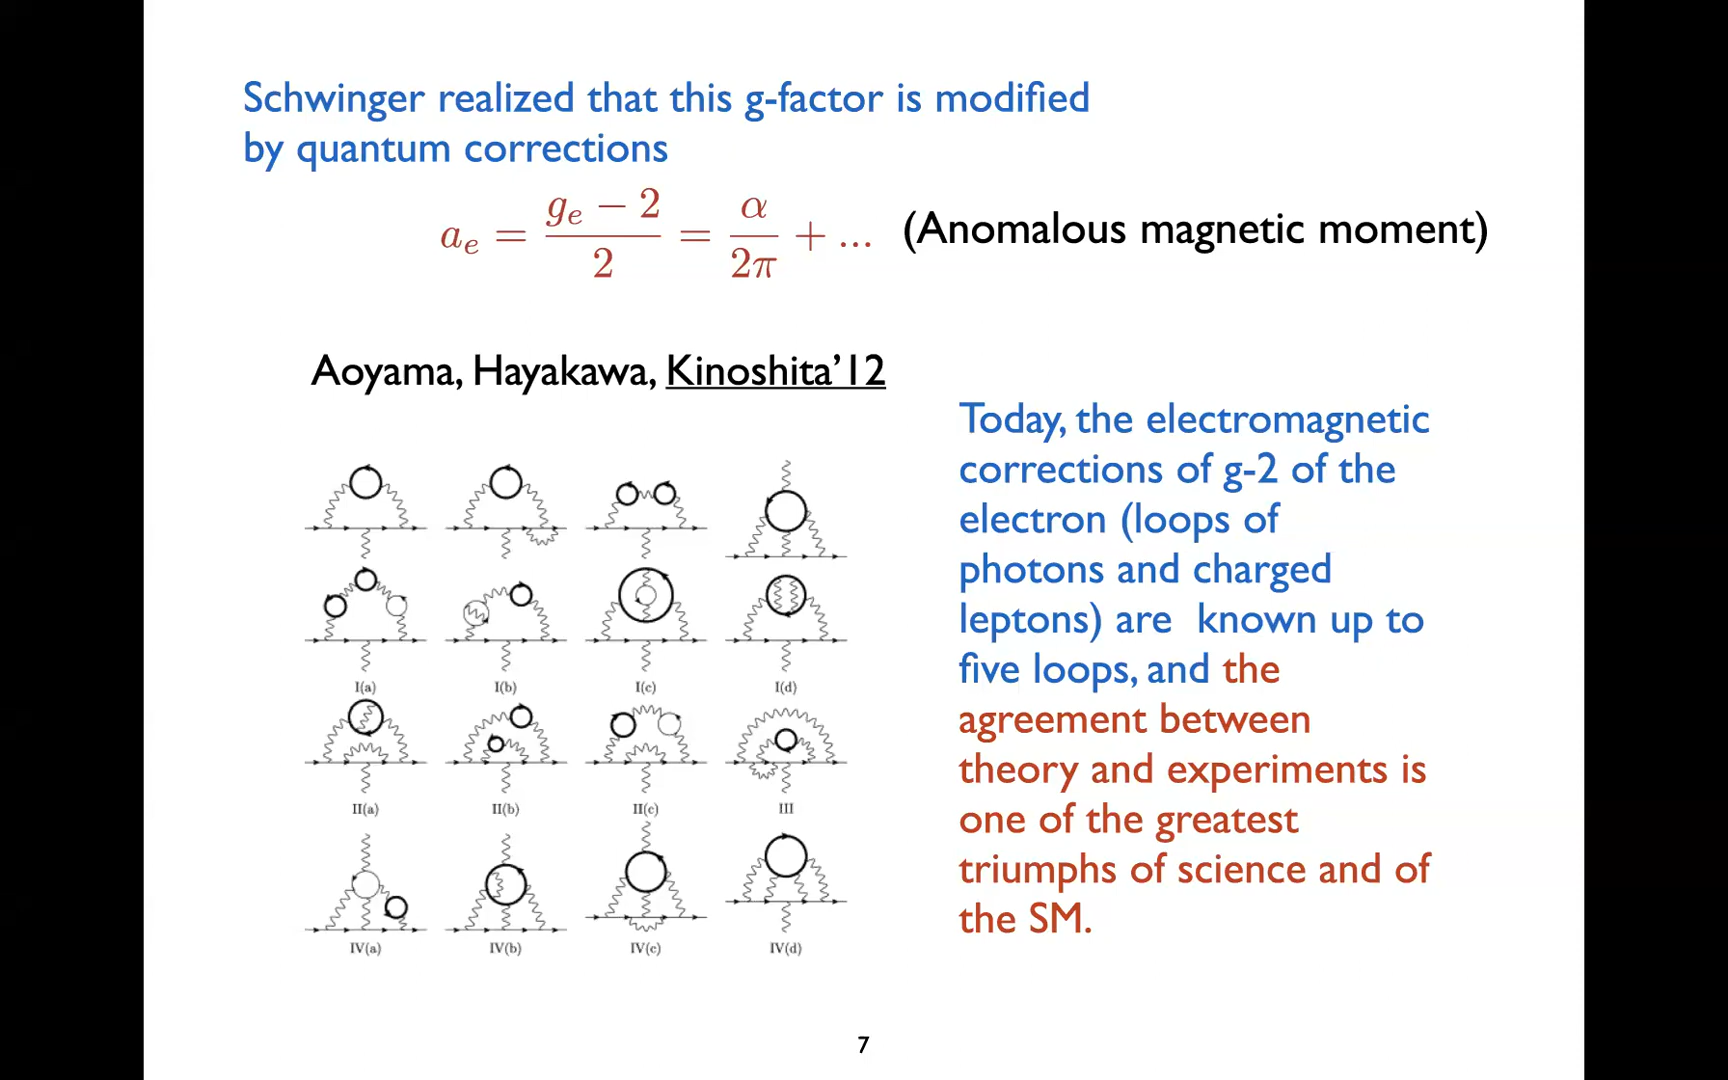 Schwinger realized that this g-factor is modified
by quantum corrections
a_e = \frac{g_e - 2}{2} = \frac{α}{2π} + ... (Anomalous magnetic moment)
Aoyama, Hayakawa, Kinoshita’12
Today, the electromagnetic
corrections of g-2 of the
electron (loops of
photons and charged
leptons) are known up to
five loops, and the
agreement between
theory and experiments is
one of the greatest
triumphs of science and of
the SM.
I(a) I(b) I(c) I(d)
II(a) II(b) II(c) III
IV(a) IV(b) IV(c) IV(d)
7